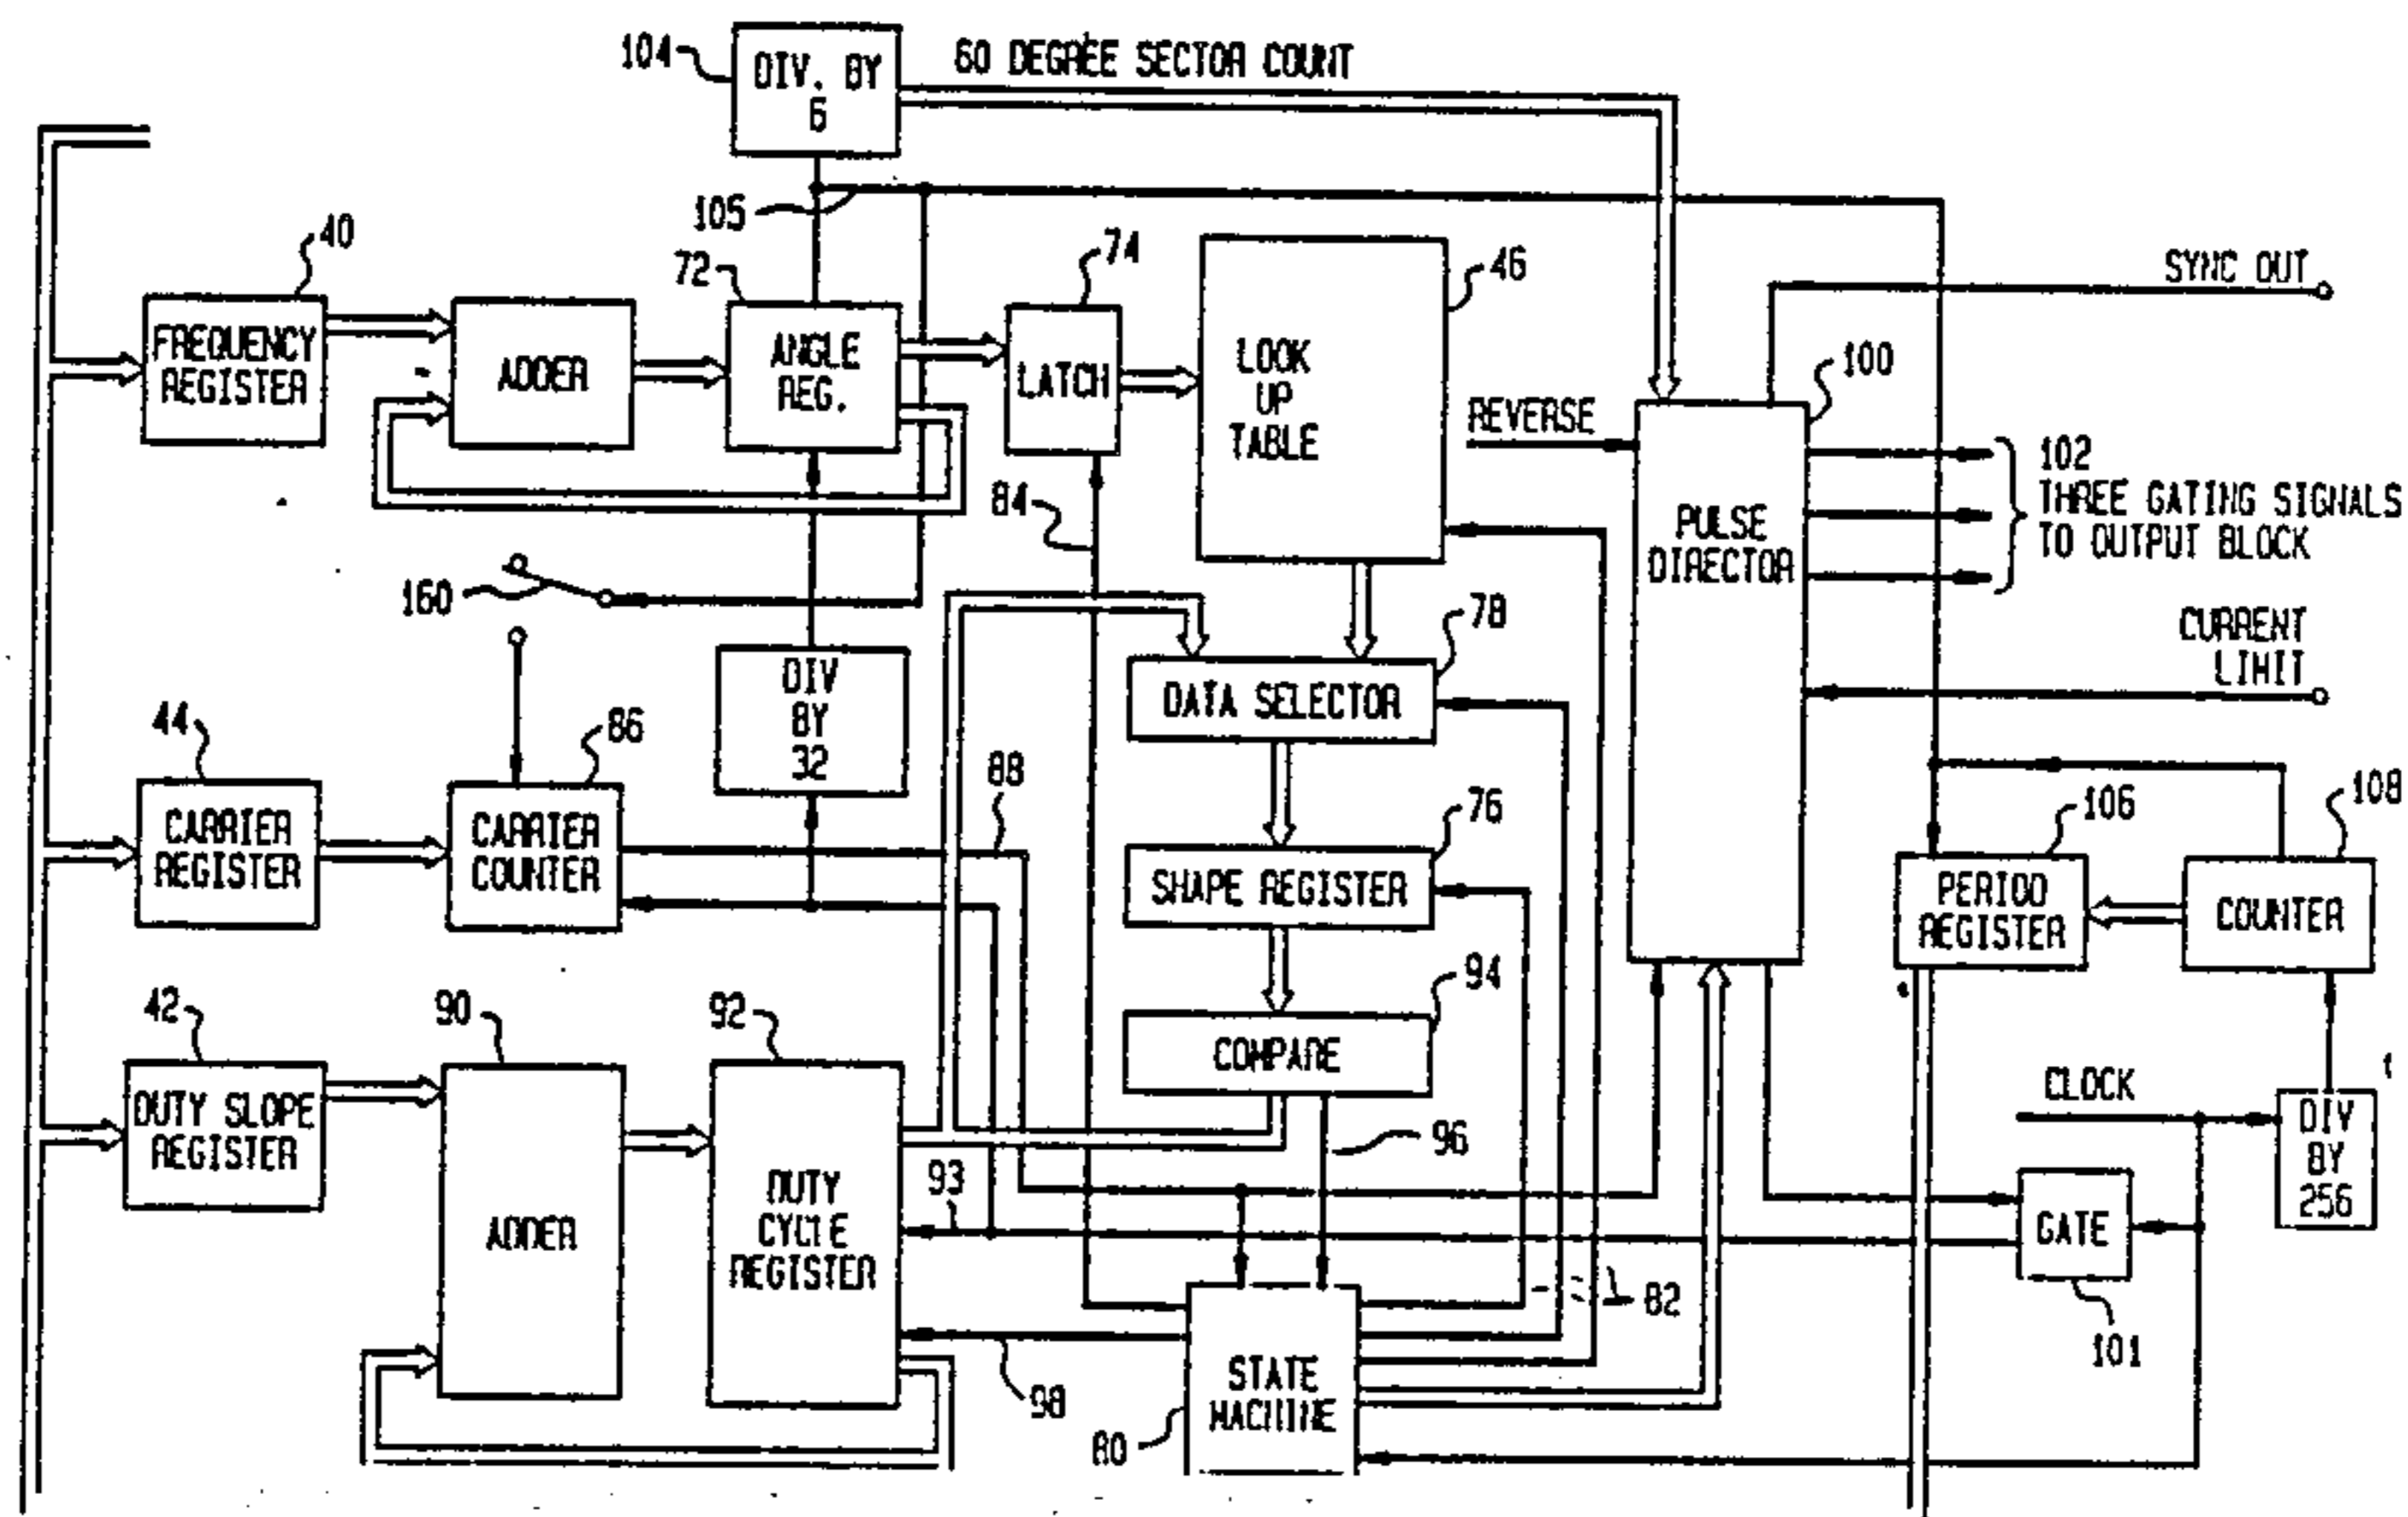 104
DIV. BY
6
60 DEGREE SECTOR COUNT
105
40
72
74
46
SYNC OUT
FREQUENCY
REGISTER
ADDER
ANGLE
REG.
LATCH
LOOK
UP
TABLE
REVERSE
100
102
THREE GATING SIGNALS
TO OUTPUT BLOCK
84
PULSE
DIRECTOR
160
78
CURRENT
LIMIT
DIV
BY
32
DATA SELECTOR
44
86
88
76
106
108
CARRIER
REGISTER
CARRIER
COUNTER
SHAPE REGISTER
PERIOD
REGISTER
COUNTER
42
90
92
94
COMPARE
DUTY SLOPE
REGISTER
ADDER
DUTY
CYCLE
REGISTER
93
96
CLOCK
DIV
BY
256
GATE
82
101
98
STATE
MACHINE
80